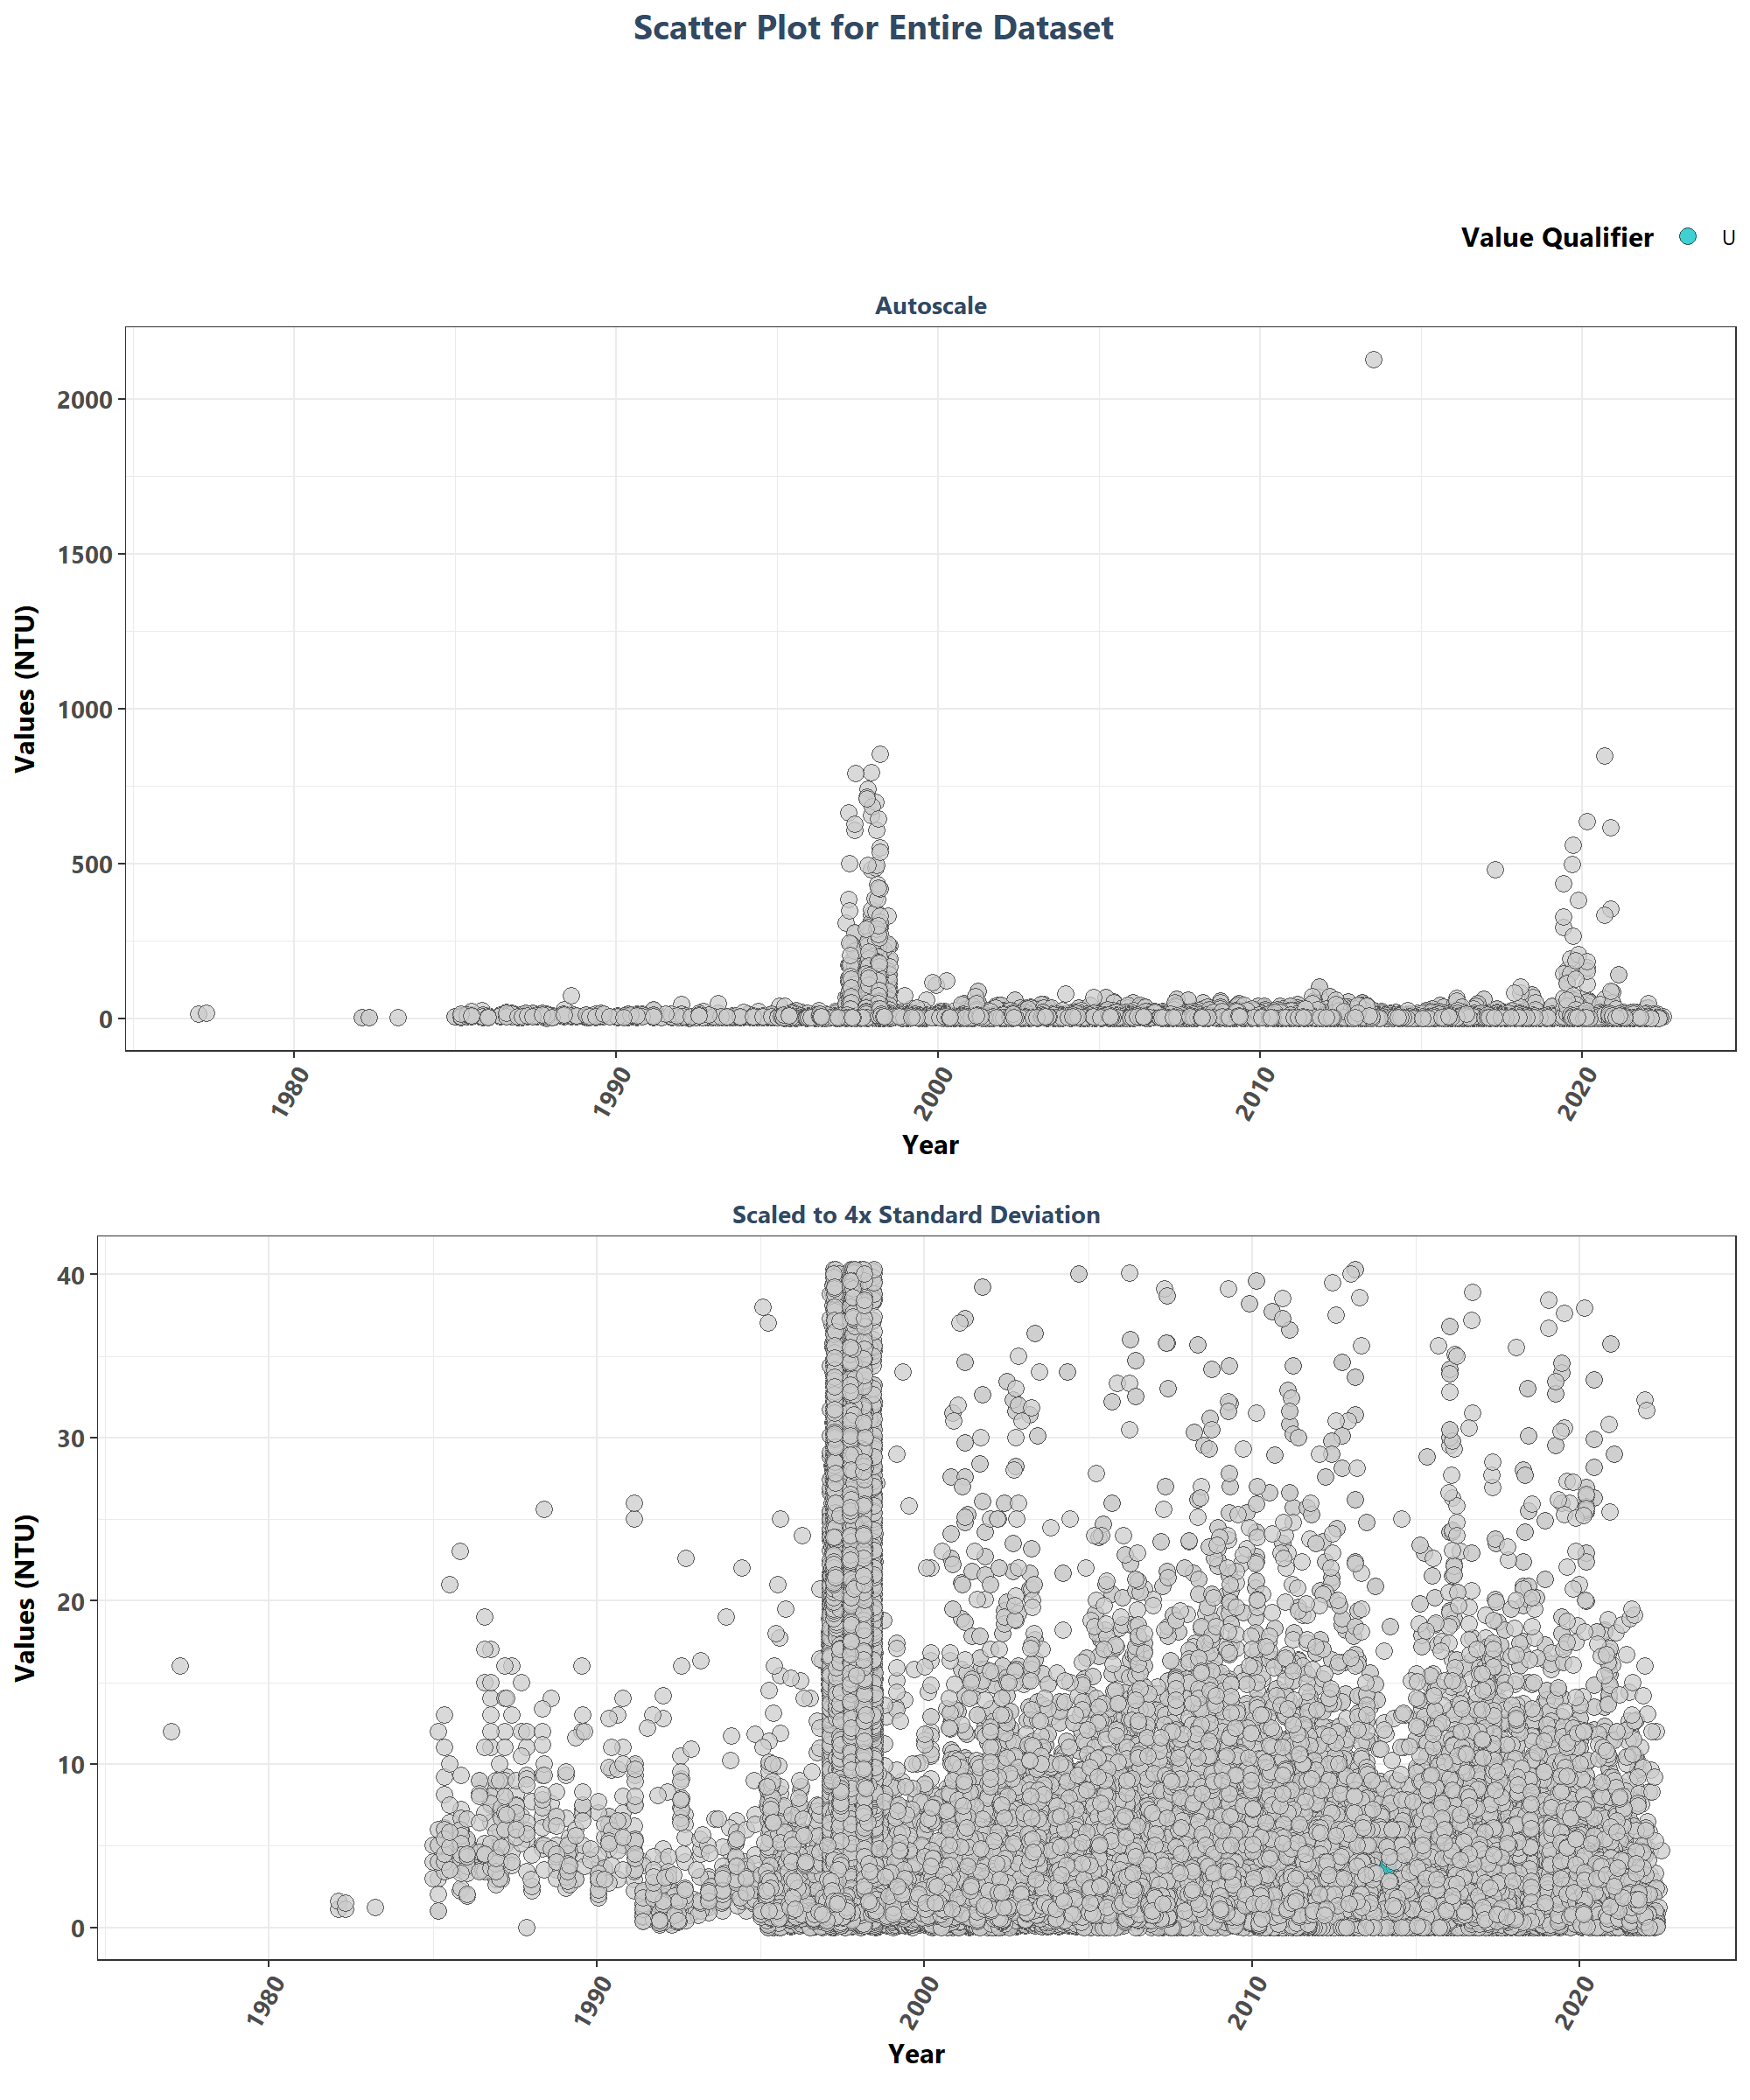 Scatter Plot for Entire Dataset
Value Qualifier U
Autoscale
Values (NTU)
2000
1500
1000
500
0
1980 1990 2000 2010 2020
Year
Scaled to 4x Standard Deviation
Values (NTU)
40
30
20
10
0
1980 1990 2000 2010 2020
Year